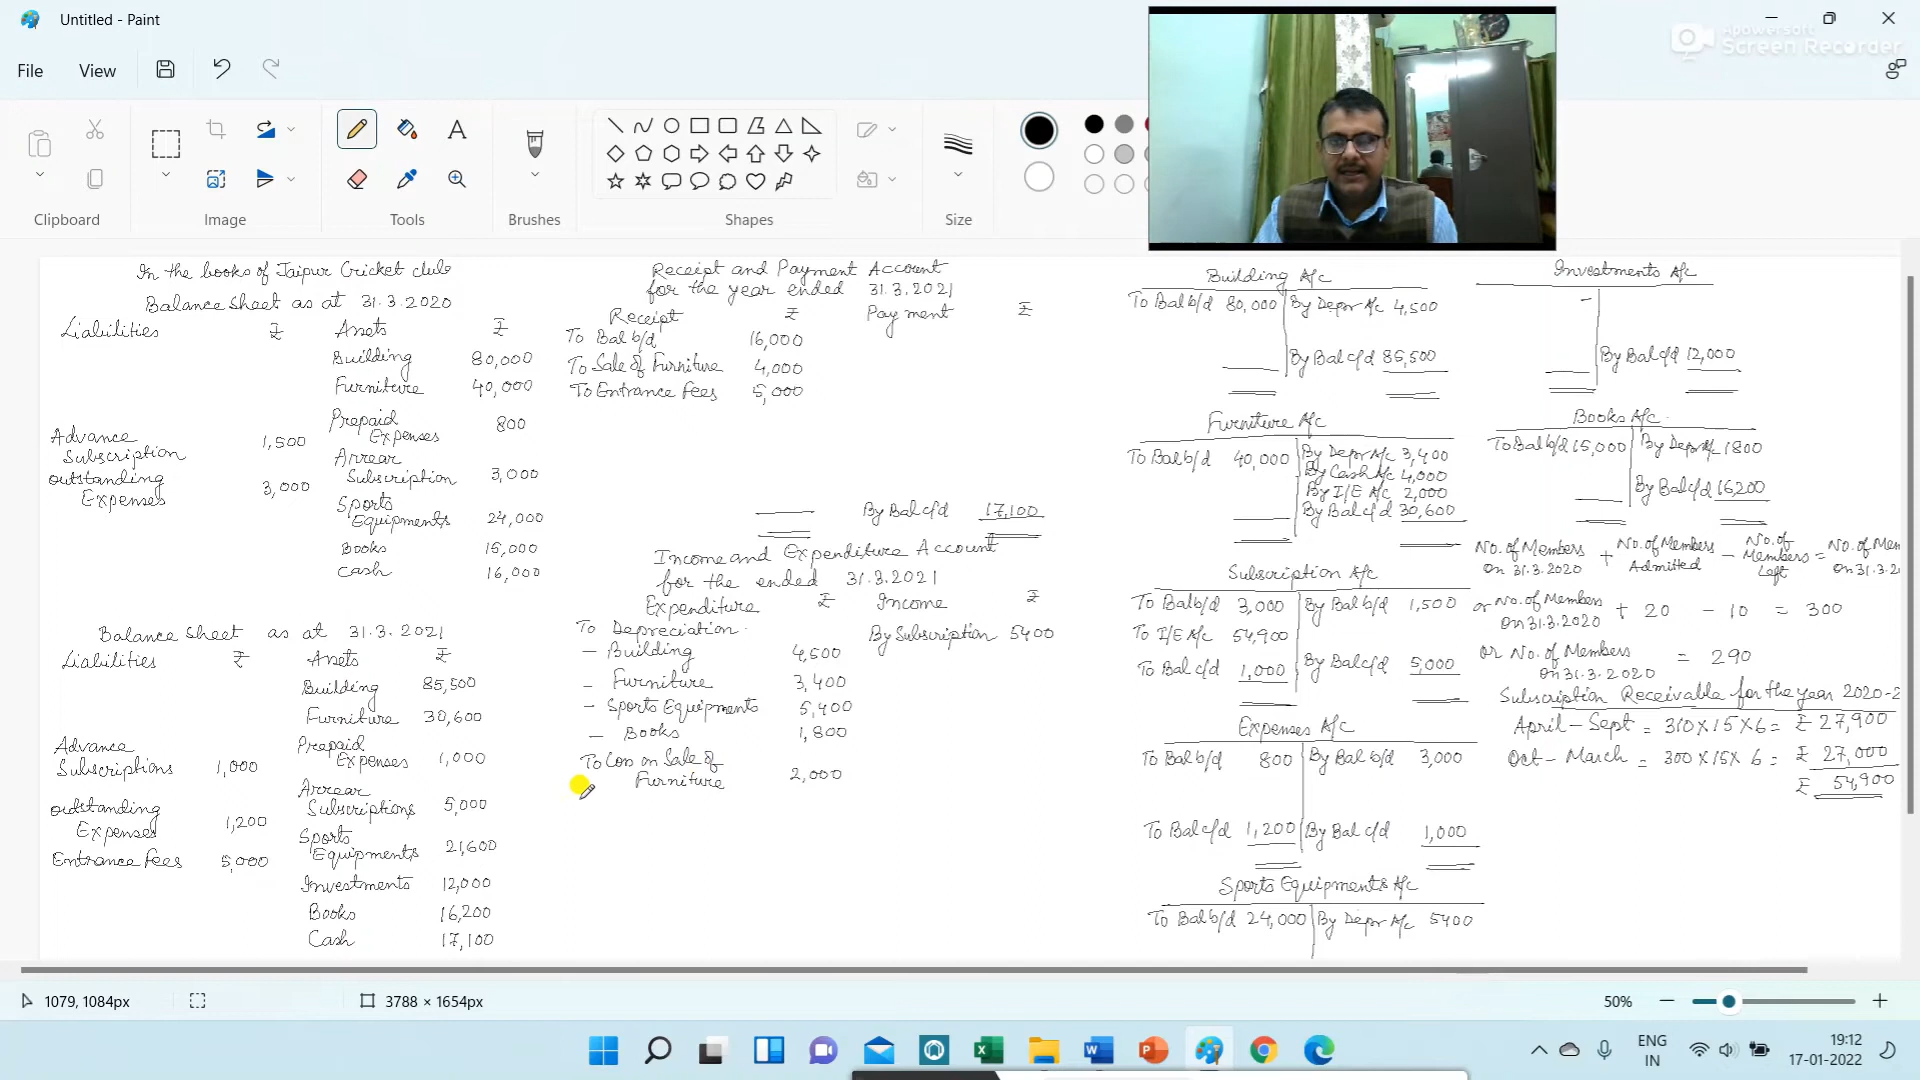 Untitled - Paint
Apowersoft
Screen Recorder
File
View
Clipboard
Image
Tools
Brushes
Shapes
Size
In the books of Jaipur Cricket club
Balance Sheet as at 31.3.2020
Liabilities ₹ Assets ₹
Building 80,000
Furniture 40,000
Prepaid
Expenses 800
Advance
Subscription 1,500
Arrear
Subscription 3,000
outstanding
Expenses 3,000
Sports
Equipments 24,000
Books 15,000
Cash 16,000
Balance Sheet as at 31.3.2021
Liabilities ₹ Assets ₹
Building 85,500
Furniture 30,600
Advance
Subscriptions 1,000
Prepaid
Expenses 1,000
Arrear
Subscriptions 5,000
outstanding
Expenses 1,200
Sports
Equipments 21,600
Entrance fees 5,000
Investments 12,000
Books 16,200
Cash 17,100
Receipt and Payment Account
for the year ended 31.3.2021
Receipt ₹ Payment ₹
To Bal b/d 16,000
To Sale of Furniture 4,000
To Entrance Fees 5,000
By Bal c/d 17,100
Income and Expenditure Account
for the ended 31.3.2021
Expenditure ₹ Income ₹
To Depreciation
By Subscription 5400
- Building 4,500
- Furniture 3,400
- Sports Equipments 5,400
- Books 1,800
To Loss on Sale of
Furniture 2,000
Building A/c
To Bal b/d 80,000 By Depr A/c 4,500
By Bal c/d 85,500
Furniture A/c
To Bal b/d 40,000 By Depr A/c 3,400
By Cash A/c 4,000
By I/E A/c 2,000
By Bal c/d 30,600
Subscription A/c
To Bal b/d 3,000 By Bal b/d 1,500
To I/E A/c 54,900
To Bal c/d 1,000 By Bal c/d 5,000
Expenses A/c
To Bal b/d 800 By Bal b/d 3,000
To Bal c/d 1,200 By Bal c/d 1,000
Sports Equipments A/c
To Bal b/d 24,000 By Depr A/c 5400
Investments A/c
-
By Bal c/d 12,000
Books A/c
To Bal b/d 15,000 By Depr A/c 1800
By Bal c/d 16,200
No. of Members
On 31.3.2020 + No. of Members
Admitted - No. of
Members
Left = No. of Mem
On 31.3.2
or No. of Members
On 31.3.2020 + 20 - 10 = 300
or No. of Members
On 31.3.2020 = 290
Subscription Receivable for the year 2020-2
April - Sept = 310 X 15 X 6 = ₹ 27,900
Oct - March = 300 X 15 X 6 = ₹ 27,000
₹ 54,900
1079, 1084px
3788 × 1654px
50%
ENG
IN
19:12
17-01-2022